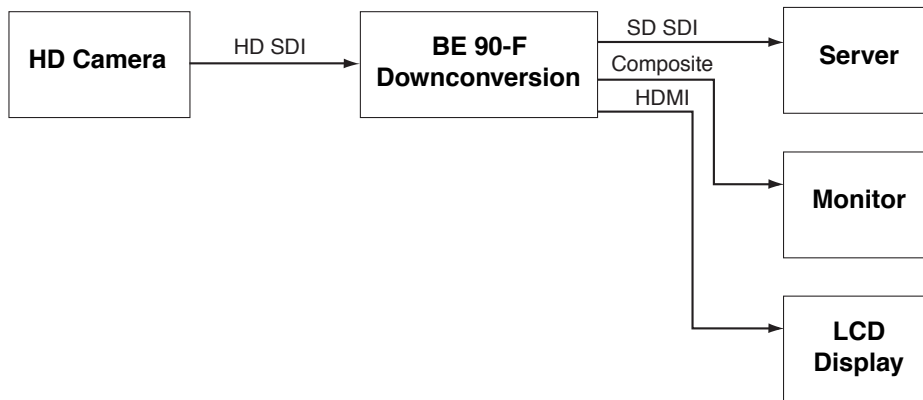 HD Camera
HD SDI
BE 90-F
Downconversion
SD SDI
Composite
HDMI
Server
Monitor
LCD
Display